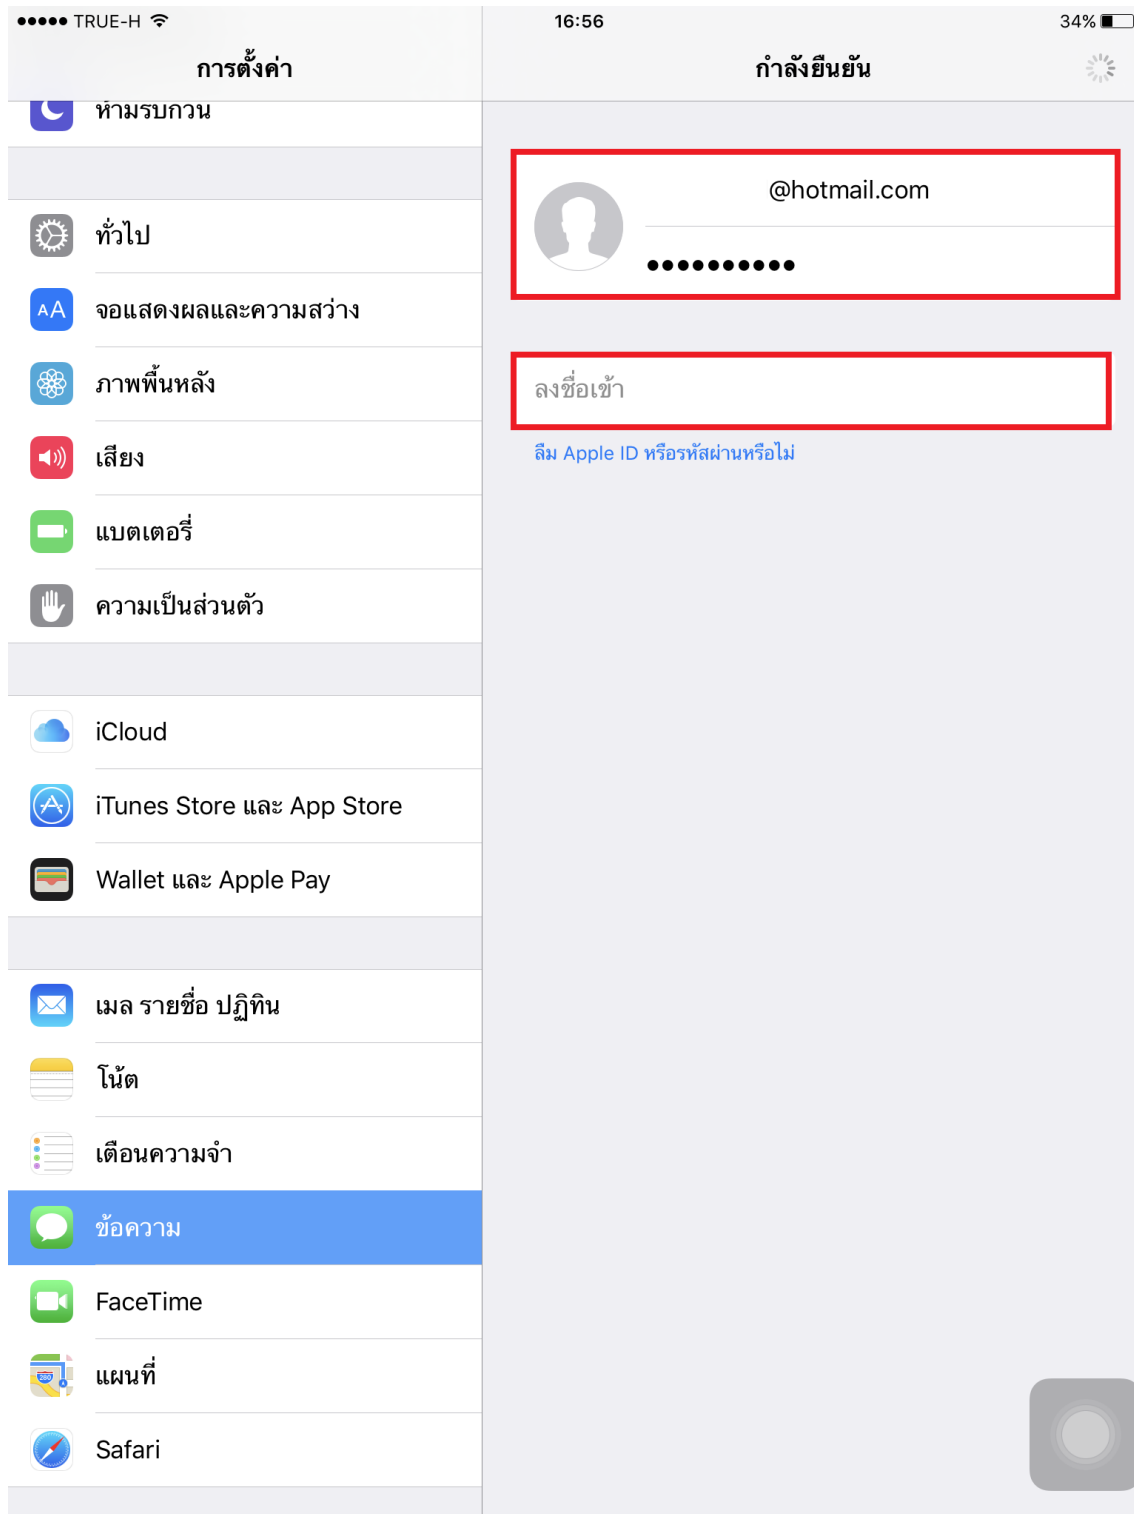 TRUE-H
16:56
34%
การตั้งค่า
กำลังยืนยัน
ห้ามรบกวน
ทั่วไป
AA จอแสดงผลและความสว่าง
ภาพพื้นหลัง
เสียง
แบตเตอรี่
ความเป็นส่วนตัว
iCloud
iTunes Store และ App Store
Wallet และ Apple Pay
เมล รายชื่อ ปฏิทิน
โน้ต
เตือนความจำ
ข้อความ
FaceTime
280
แผนที่
Safari
@hotmail.com
●●●●●●●●●●
ลงชื่อเข้า
ลืม Apple ID หรือรหัสผ่านหรือไม่